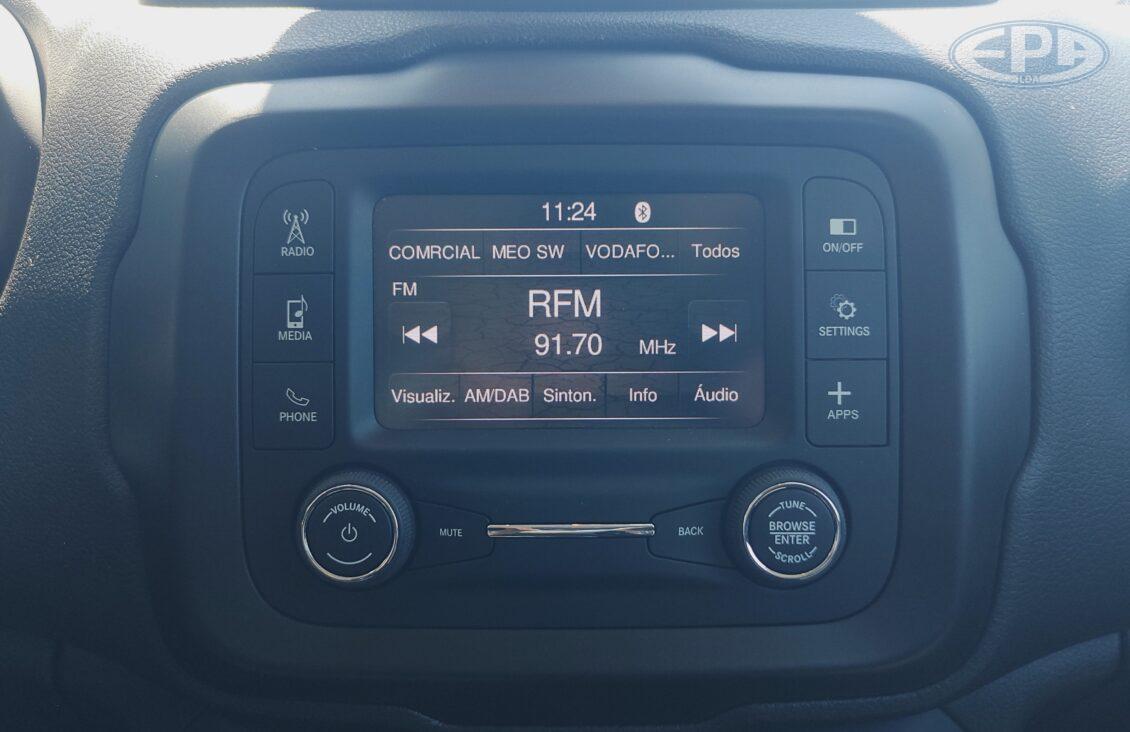 EPA
LDA
11:24
COMRCIAL MEO SW VODAFO... Todos
FM
RFM
91.70 MHz
Visualiz. AM/DAB Sinton. Info Áudio
RADIO
MEDIA
PHONE
ON/OFF
SETTINGS
APPS
VOLUME
MUTE
BACK
TUNE
BROWSE
ENTER
SCROLL